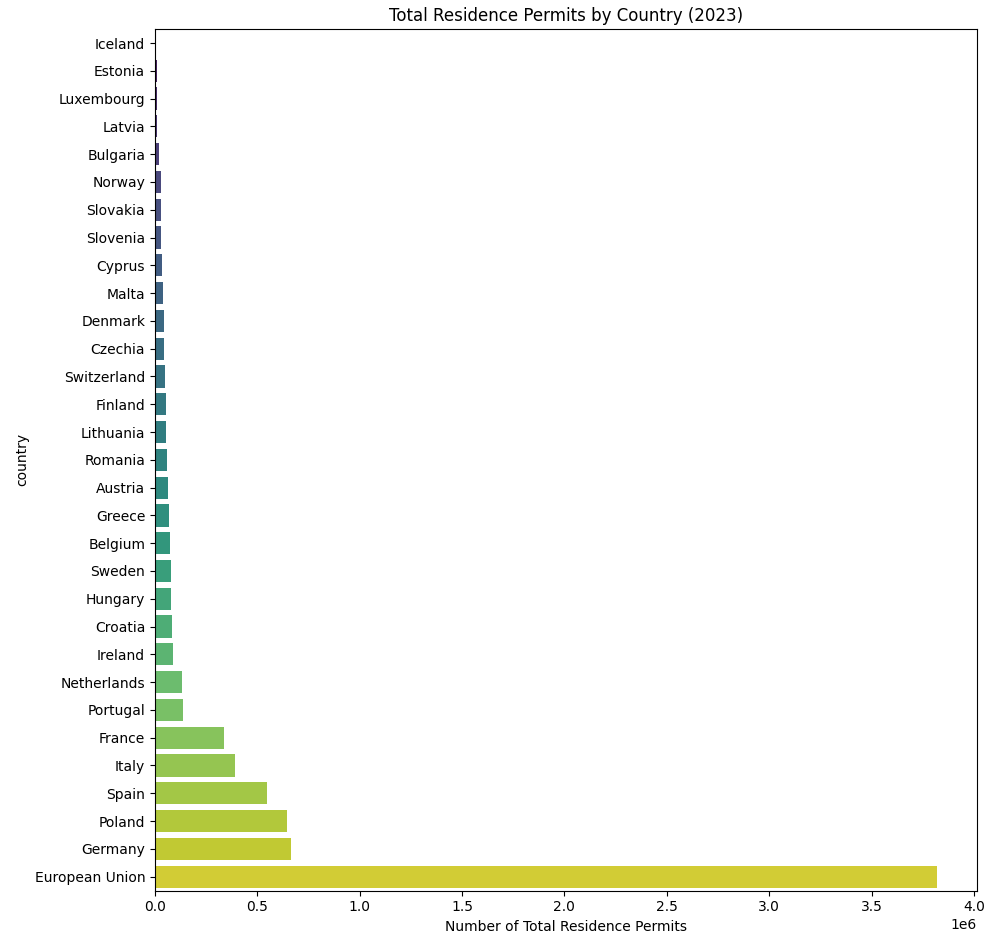 Total Residence Permits by Country (2023)
country
Iceland
Estonia
Luxembourg
Latvia
Bulgaria
Norway
Slovakia
Slovenia
Cyprus
Malta
Denmark
Czechia
Switzerland
Finland
Lithuania
Romania
Austria
Greece
Belgium
Sweden
Hungary
Croatia
Ireland
Netherlands
Portugal
France
Italy
Spain
Poland
Germany
European Union
0.0 0.5 1.0 1.5 2.0 2.5 3.0 3.5 4.0
1e6
Number of Total Residence Permits